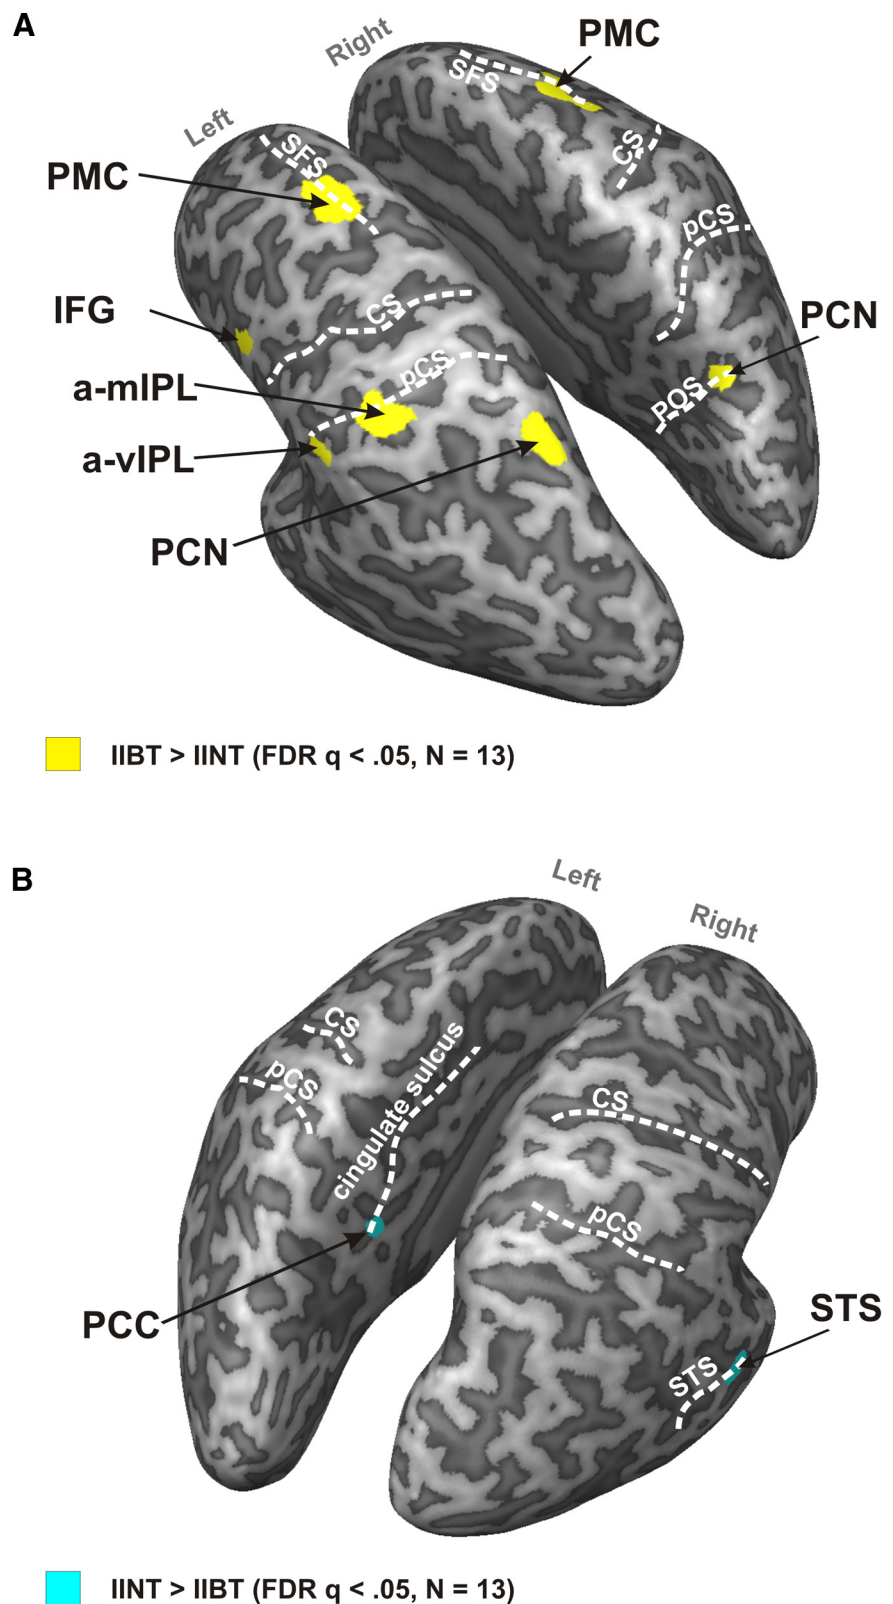 A
Right
PMC
SFS
Left
SFS
PMC
CS
pCS
IFG
CS
PCN
a-mIPL
pCS
POS
a-vIPL
PCN
IIBT > IINT (FDR q < .05, N = 13)
B
Left
Right
CS
cingulate sulcus
pCS
CS
pCS
PCC
STS
STS
IINT > IIBT (FDR q < .05, N = 13)